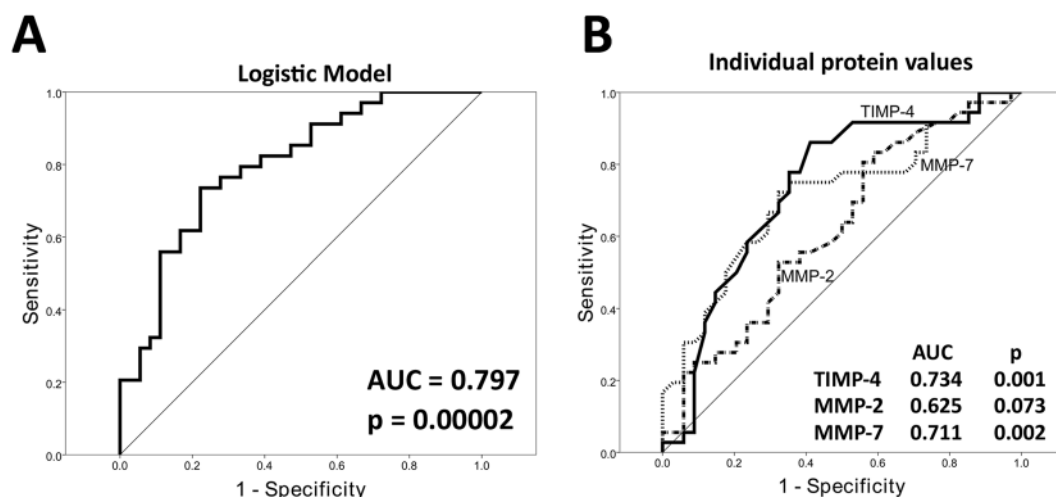 A
Logistic Model
1.0
0.8
0.6
0.4
0.2
0.0
Sensitivity
0.0 0.2 0.4 0.6 0.8 1.0
1 - Specificity
AUC = 0.797
p = 0.00002
B
Individual protein values
1.0
0.8
0.6
0.4
0.2
0.0
Sensitivity
TIMP-4
MMP-7
MMP-2
AUC p
TIMP-4 0.734 0.001
MMP-2 0.625 0.073
MMP-7 0.711 0.002
0.0 0.2 0.4 0.6 0.8 1.0
1 - Specificity